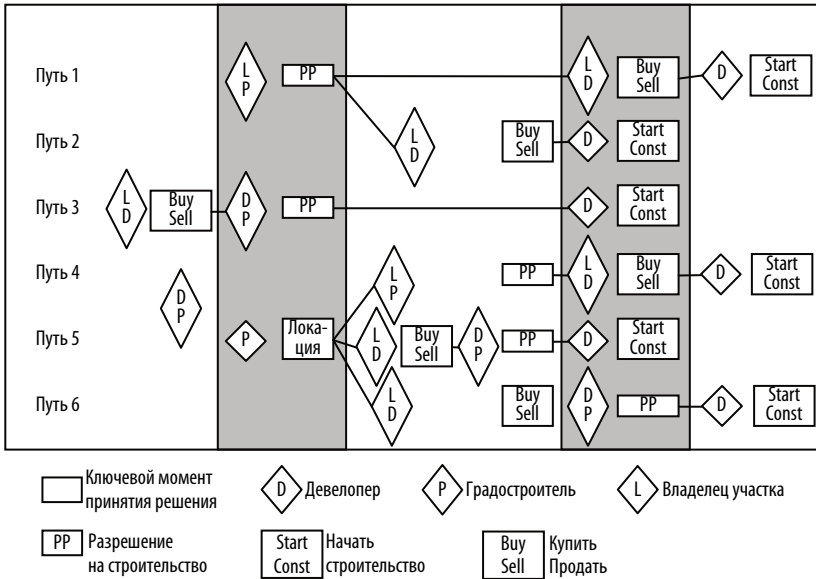 Путь 1
L
P
PP
L
D
Buy
Sell
D
Start
Const
Путь 2
L
D
Buy
Sell
D
Start
Const
Путь 3
L
D
Buy
Sell
D
P
PP
D
Start
Const
Путь 4
D
P
L
P
PP
L
D
Buy
Sell
D
Start
Const
Путь 5
P
Лока-
ция
L
D
Buy
Sell
D
P
PP
D
Start
Const
Путь 6
L
D
Buy
Sell
D
P
PP
D
Start
Const
Ключевой момент
принятия решения
D Девелопер
P Градостроитель
L Владелец участка
PP Разрешение
на строительство
Start Начать
Const строительство
Buy Купить
Sell Продать